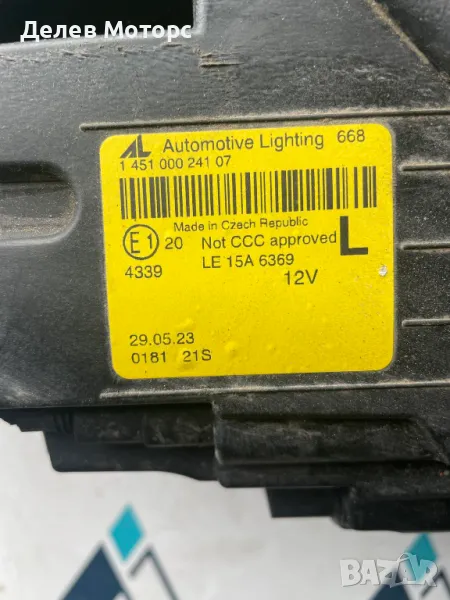 Делев Моторс
AL Automotive Lighting 668
1 451 000 241 07
Made in Czech Republic
E1 20 Not CCC approved L
4339 LE 15A 6369
12V
29.05.23
0181 21S
bazar